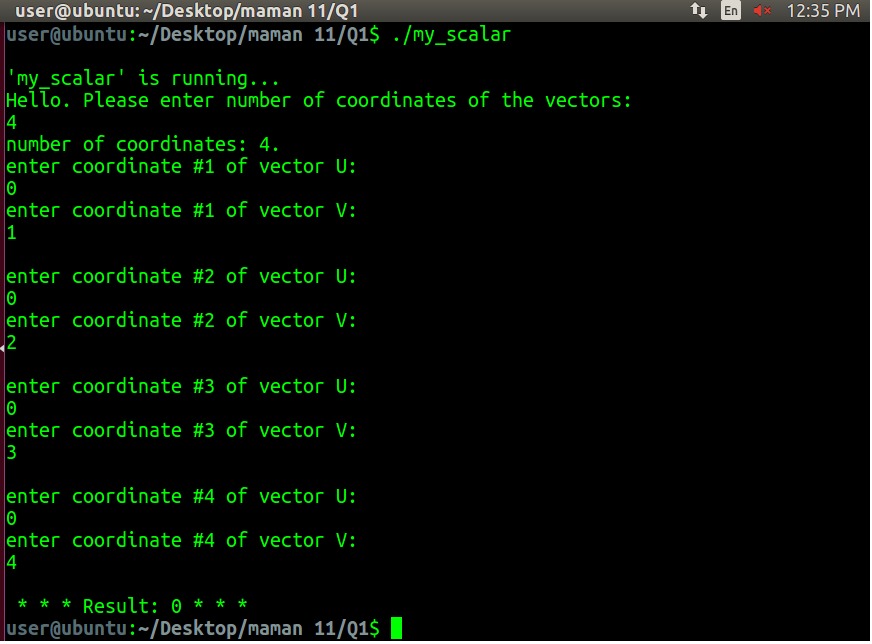 user@ubuntu: ~/Desktop/maman 11/Q1
En
12:35 PM
user@ubuntu:~/Desktop/maman 11/Q1$ ./my_scalar
'my_scalar' is running...
Hello. Please enter number of coordinates of the vectors:
4
number of coordinates: 4.
enter coordinate #1 of vector U:
0
enter coordinate #1 of vector V:
1
enter coordinate #2 of vector U:
0
enter coordinate #2 of vector V:
2
enter coordinate #3 of vector U:
0
enter coordinate #3 of vector V:
3
enter coordinate #4 of vector U:
0
enter coordinate #4 of vector V:
4
* * * Result: 0 * * *
user@ubuntu:~/Desktop/maman 11/Q1$